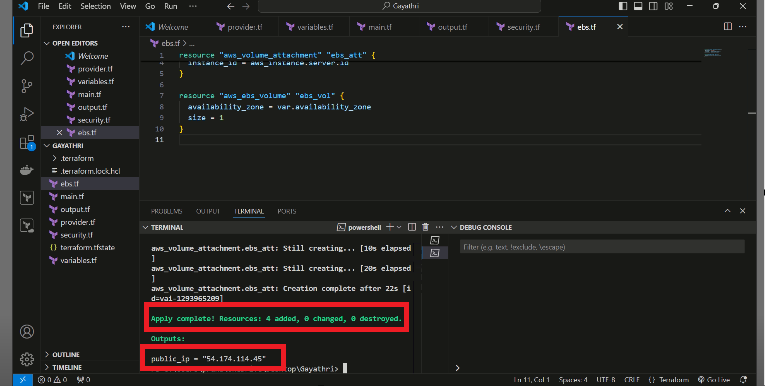 File Edit Selection View Go Run ... Gayathri
EXPLORER ...
OPEN EDITORS
Welcome
provider.tf
variables.tf
main.tf
output.tf
security.tf
ebs.tf
GAYATHRI
.terraform
.terraform.lock.hcl
ebs.tf
main.tf
output.tf
provider.tf
security.tf
terraform.tfstate
variables.tf
OUTLINE
TIMELINE
1
Welcome provider.tf variables.tf main.tf output.tf security.tf ebs.tf
ebs.tf > ...
1 resource "aws_volume_attachment" "ebs_att" {
4 instance_id = aws_instance.server.id
5 }
6
7 resource "aws_ebs_volume" "ebs_vol" {
8 availability_zone = var.availability_zone
9 size = 1
10 }
11
PROBLEMS OUTPUT TERMINAL PORTS
TERMINAL powershell
aws_volume_attachment.ebs_att: Still creating... [10s elapsed
]
aws_volume_attachment.ebs_att: Still creating... [20s elapsed
]
aws_volume_attachment.ebs_att: Creation complete after 22s [i
d=vai-1293965209]
Apply complete! Resources: 4 added, 0 changed, 0 destroyed.
Outputs:
public_ip = "54.174.114.45"
top\Gayathri>
DEBUG CONSOLE
Filter (e.g. text, !exclude, \escape)
0 0 0 Ln 11, Col 1 Spaces: 4 UTF-8 CRLF {} Terraform Go Live